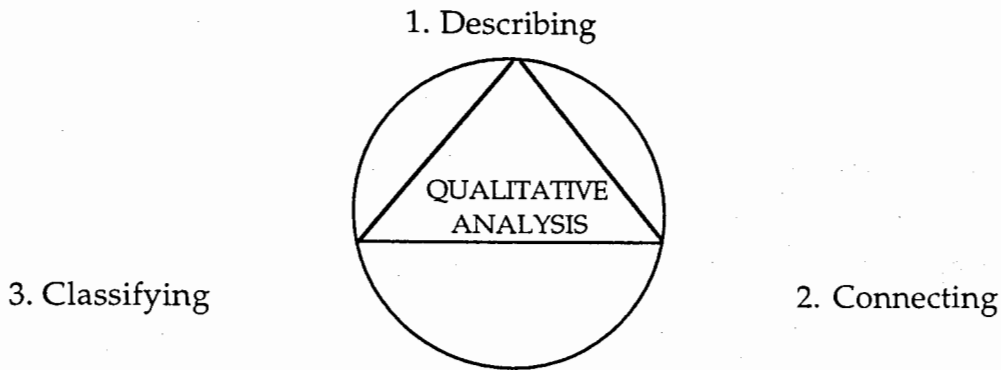 1. Describing
QUALITATIVE
ANALYSIS
3. Classifying
2. Connecting